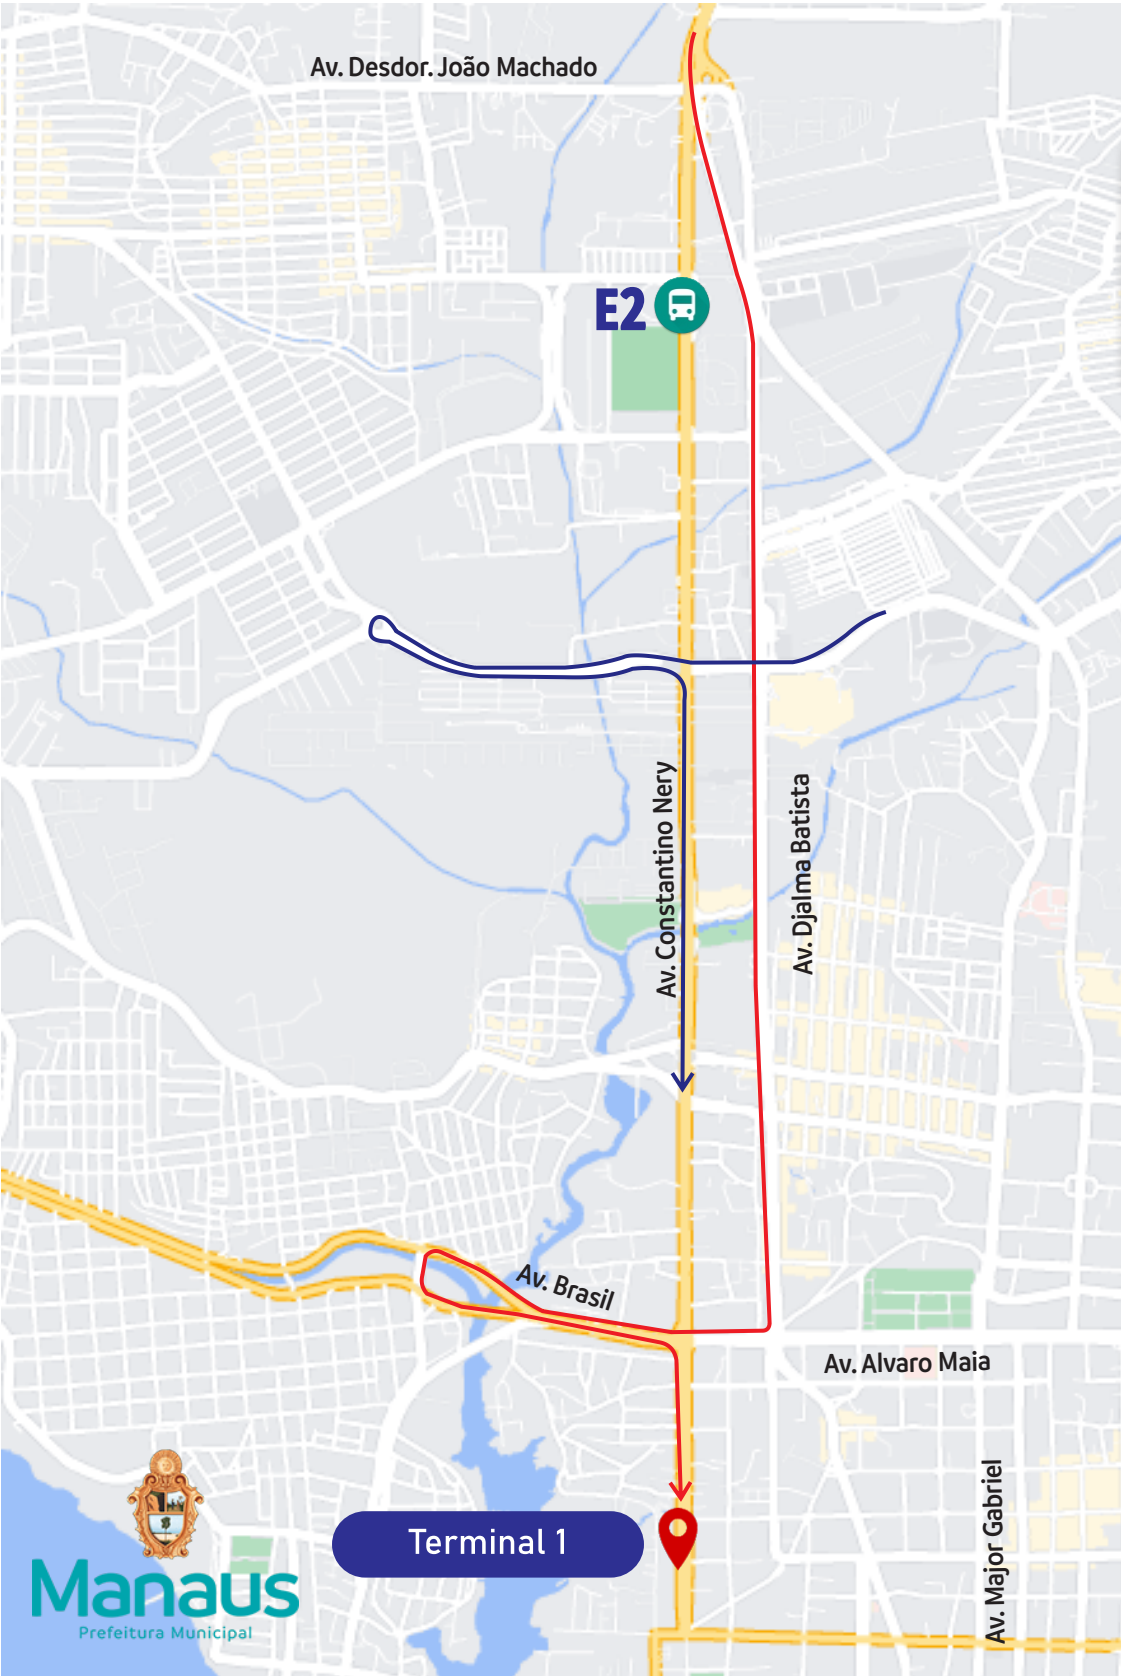 Av. Desdor. João Machado
E2
Av. Constantino Nery
Av. Djalma Batista
Av. Brasil
Av. Alvaro Maia
Av. Major Gabriel
Terminal 1
Manaus
Prefeitura Municipal